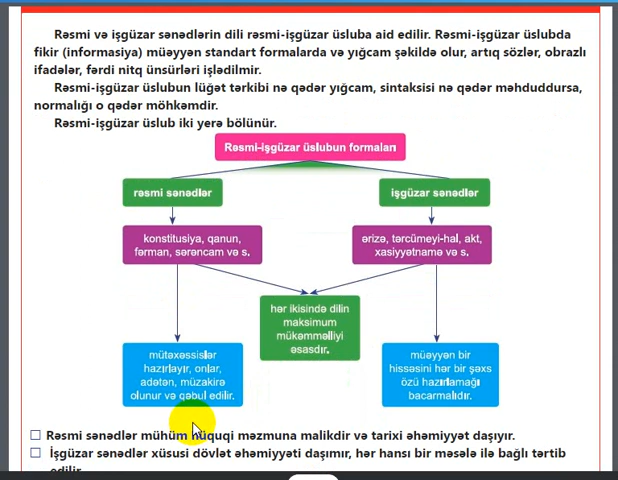 Rəsmi və işgüzar sənədlərin dili rəsmi-işgüzar üsluba aid edilir. Rəsmi-işgüzar üslubda
fikir (informasiya) müəyyən standart formalarda və yığcam şəkildə olur, artıq sözlər, obrazlı
ifadələr, fərdi nitq ünsürləri işlədilmir.
Rəsmi-işgüzar üslubun lüğət tərkibi nə qədər yığcam, sintaksisi nə qədər məhduddursa,
normalığı o qədər möhkəmdir.
Rəsmi-işgüzar üslub iki yerə bölünür.
Rəsmi-işgüzar üslubun formaları
rəsmi sənədlər
işgüzar sənədlər
konstitusiya, qanun,
fərman, sərəncam və s.
ərizə, tərcümeyi-hal, akt,
xasiyyətnamə və s.
hər ikisində dilin
maksimum
mükəmməlliyi
əsasdır.
mütəxəssislər
hazırlayır, onlar,
adətən, müzakirə
olunur və qəbul edilir.
müəyyən bir
hissəsini hər bir şəxs
özü hazırlamağı
bacarmalıdır.
Rəsmi sənədlər mühüm hüquqi məzmuna malikdir və tarixi əhəmiyyət daşıyır.
İşgüzar sənədlər xüsusi dövlət əhəmiyyəti daşımır, hər hansı bir məsələ ilə bağlı tərtib
edilir